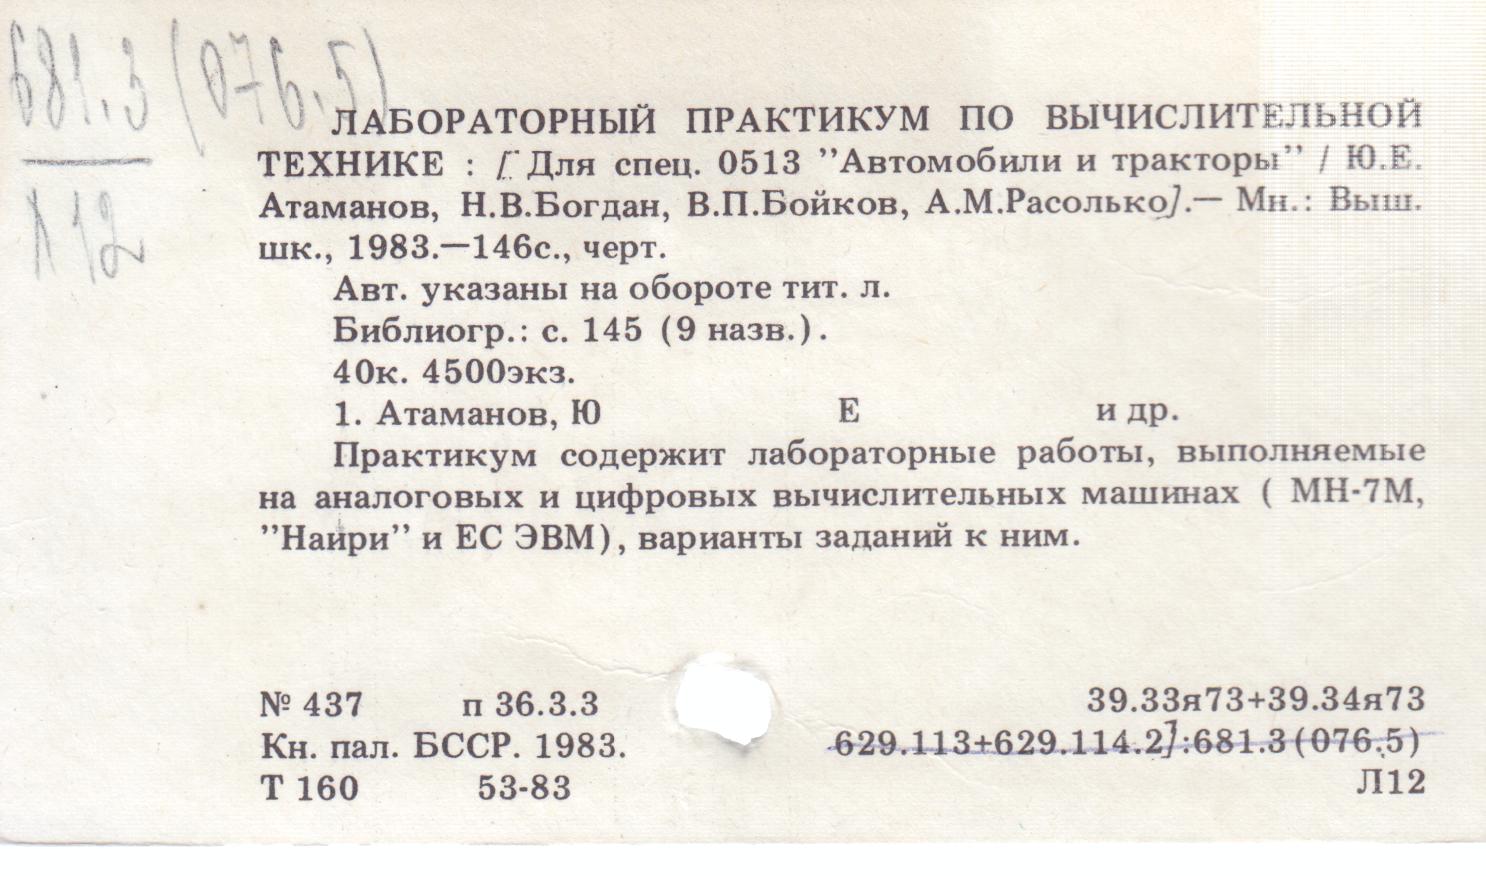 681.3(076.5)
Л12
ЛАБОРАТОРНЫЙ ПРАКТИКУМ ПО ВЫЧИСЛИТЕЛЬНОЙ
ТЕХНИКЕ : [ Для спец. 0513 "Автомобили и тракторы" / Ю.Е.
Атаманов, Н.В.Богдан, В.П.Бойков, А.М.Расолько].— Мн.: Выш.
шк., 1983.—146с., черт.
Авт. указаны на обороте тит. л.
Библиогр.: с. 145 (9 назв.).
40к. 4500экз.
1. Атаманов, Ю Е и др.
Практикум содержит лабораторные работы, выполняемые
на аналоговых и цифровых вычислительных машинах ( МН-7М,
"Наири" и ЕС ЭВМ), варианты заданий к ним.
№ 437 п 36.3.3 39.33я73+39.34я73
Кн. пал. БССР. 1983. 629.113+629.114.2]:681.3(076.5)
Т 160 53-83 Л12